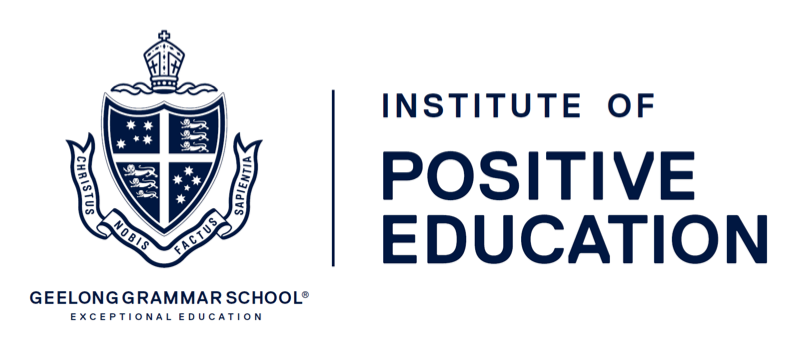 CHRISTUS NOBIS FACTUS SAPIENTIA
GEELONG GRAMMAR SCHOOL®
EXCEPTIONAL EDUCATION
INSTITUTE OF
POSITIVE
EDUCATION